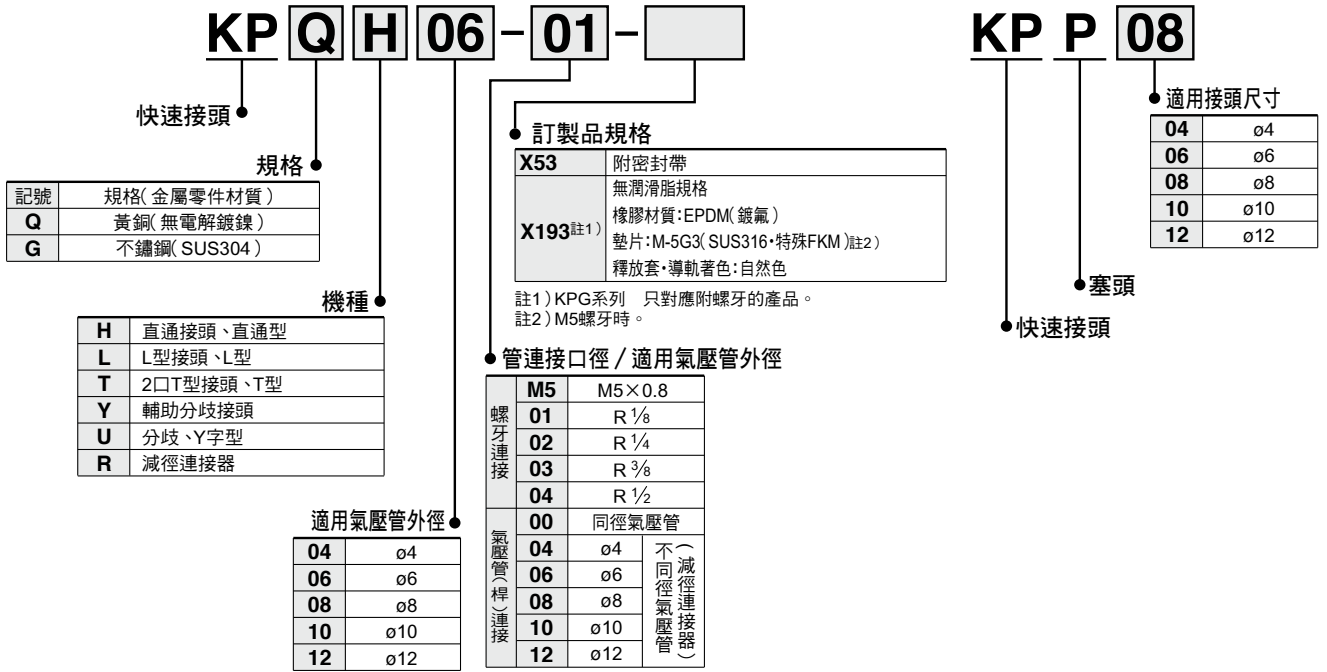 KP Q H 06-01-
快速接頭
規格
記號 規格(金屬零件材質)
Q 黃銅(無電解鍍鎳)
G 不鏽鋼(SUS304)
機種
H 直通接頭、直通型
L L型接頭、L型
T 2口T型接頭、T型
Y 輔助分歧接頭
U 分歧、Y字型
R 減徑連接器
適用氣壓管外徑
04 ø4
06 ø6
08 ø8
10 ø10
12 ø12
訂製品規格
X53 附密封帶
X193註1) 無潤滑脂規格
橡膠材質:EPDM(鍍氟)
墊片:M-5G3(SUS316•特殊FKM)註2)
釋放套•導軌著色:自然色
註1)KPG系列 只對應附螺牙的產品。
註2)M5螺牙時。
管連接口徑/適用氣壓管外徑
螺牙連接
M5 M5×0.8
01 R 1/8
02 R 1/4
03 R 3/8
04 R 1/2
氣壓管(桿)連接
00 同徑氣壓管
04 ø4
06 ø6
08 ø8
10 ø10
12 ø12
不同徑氣壓管
(減徑連接器)
KP P 08
適用接頭尺寸
04 ø4
06 ø6
08 ø8
10 ø10
12 ø12
塞頭
快速接頭